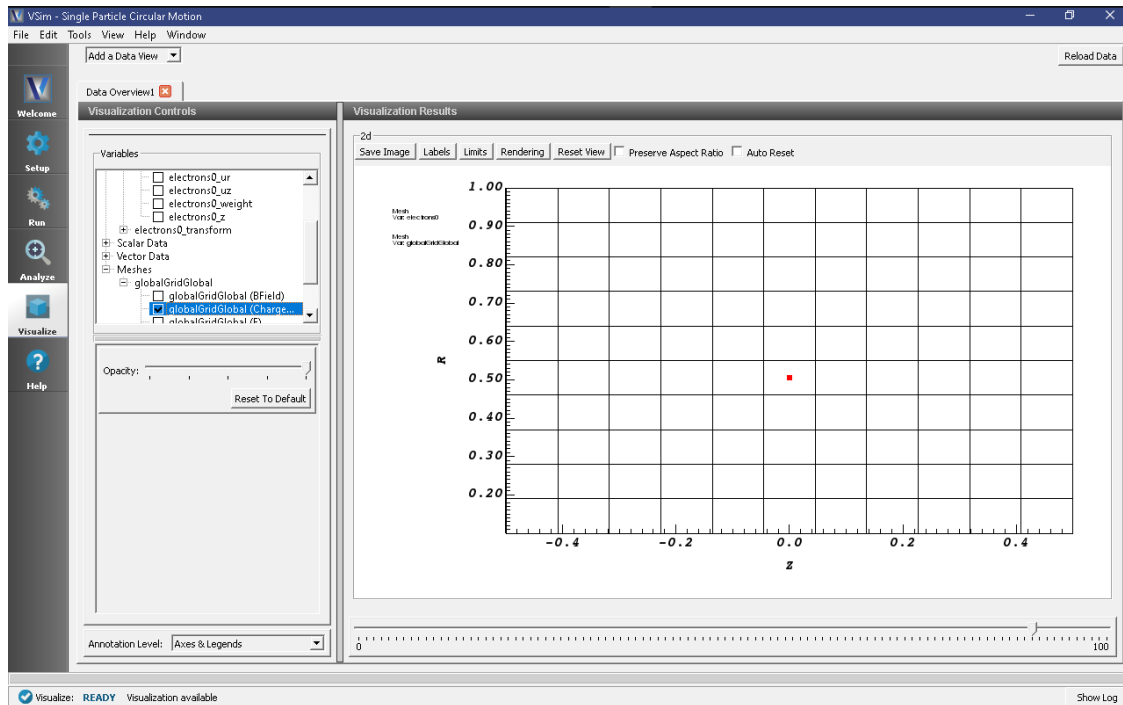 VSim - Single Particle Circular Motion
File Edit Tools View Help Window
Add a Data View
Reload Data
Data Overview1
Welcome
Setup
Run
Analyze
Visualize
Help
Visualization Controls
Variables
electrons0_ur
electrons0_uz
electrons0_weight
electrons0_z
electrons0_transform
Scalar Data
Vector Data
Meshes
globalGridGlobal
globalGridGlobal (BField)
globalGridGlobal (Charge...
globalGridGlobal (E)
Opacity:
Reset To Default
Annotation Level: Axes & Legends
Visualization Results
2d
Save Image Labels Limits Rendering Reset View Preserve Aspect Ratio Auto Reset
Mesh
Var: electrons0
Mesh
Var: globalGridGlobal
1.00
0.90
0.80
0.70
0.60
R
0.50
0.40
0.30
0.20
-0.4 -0.2 0.0 0.2 0.4
Z
0 100
Visualize: READY Visualization available
Show Log